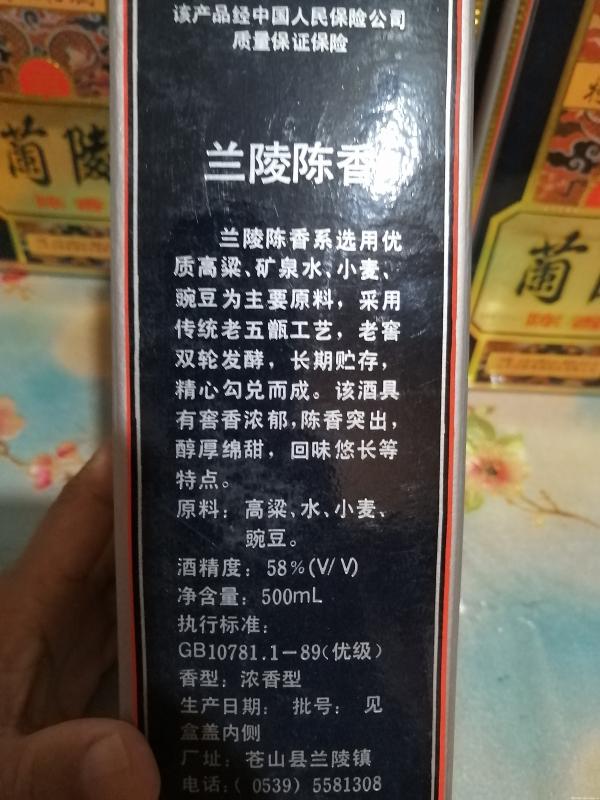 该产品经中国人民保险公司
质量保证保险
兰陵陈香
兰陵陈香系选用优
质高粱、矿泉水、小麦、
豌豆为主要原料，采用
传统老五甑工艺，老窖
双轮发酵，长期贮存，
精心勾兑而成。该酒具
有窖香浓郁，陈香突出，
醇厚绵甜，回味悠长等
特点。
原料：高粱、水、小麦、
豌豆。
酒精度：58%(V/V)
净含量：500mL
执行标准：
GB10781.1-89(优级)
香型：浓香型
生产日期：批号：见
盒盖内侧
厂址：苍山县兰陵镇
电话：(0539)5581308
蘭陵
陈香
蘭
陈香